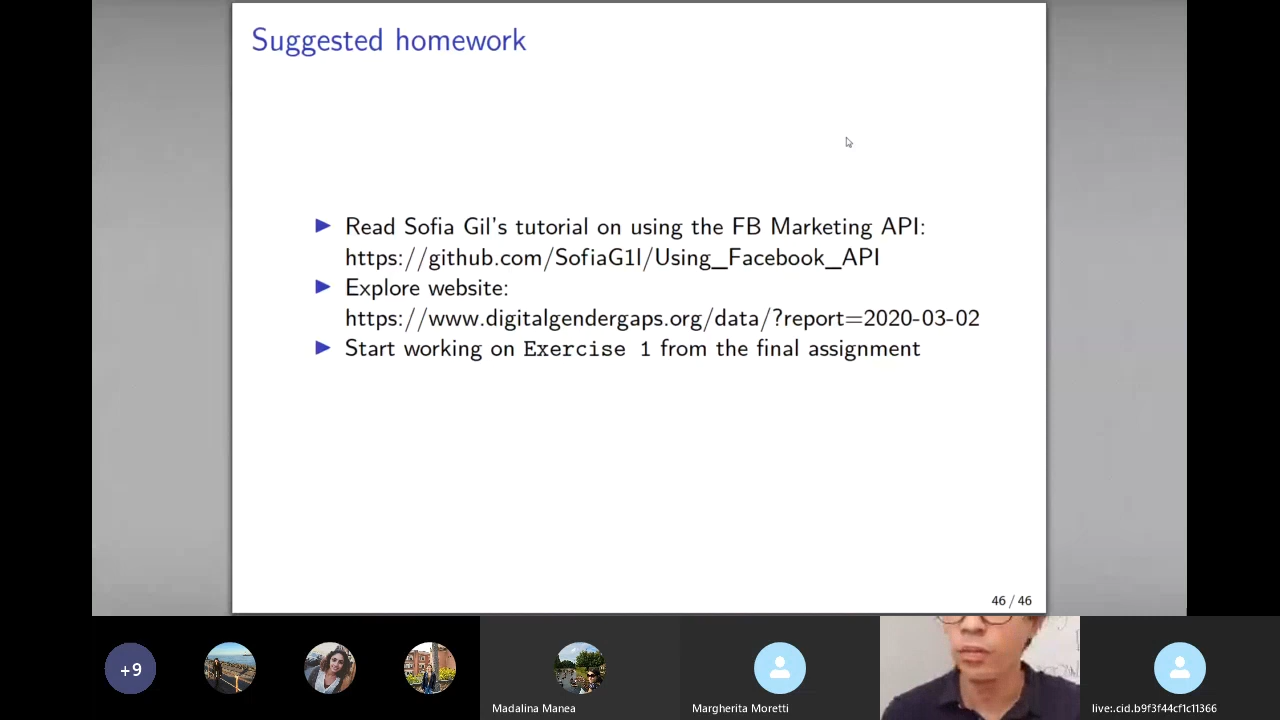 Suggested homework
Read Sofia Gil's tutorial on using the FB Marketing API:
https://github.com/SofiaG1l/Using_Facebook_API
Explore website:
https://www.digitalgendergaps.org/data/?report=2020-03-02
Start working on Exercise 1 from the final assignment
46 / 46
+9
Madalina Manea
Margherita Moretti
live:.cid.b9f3f44cf1c11366